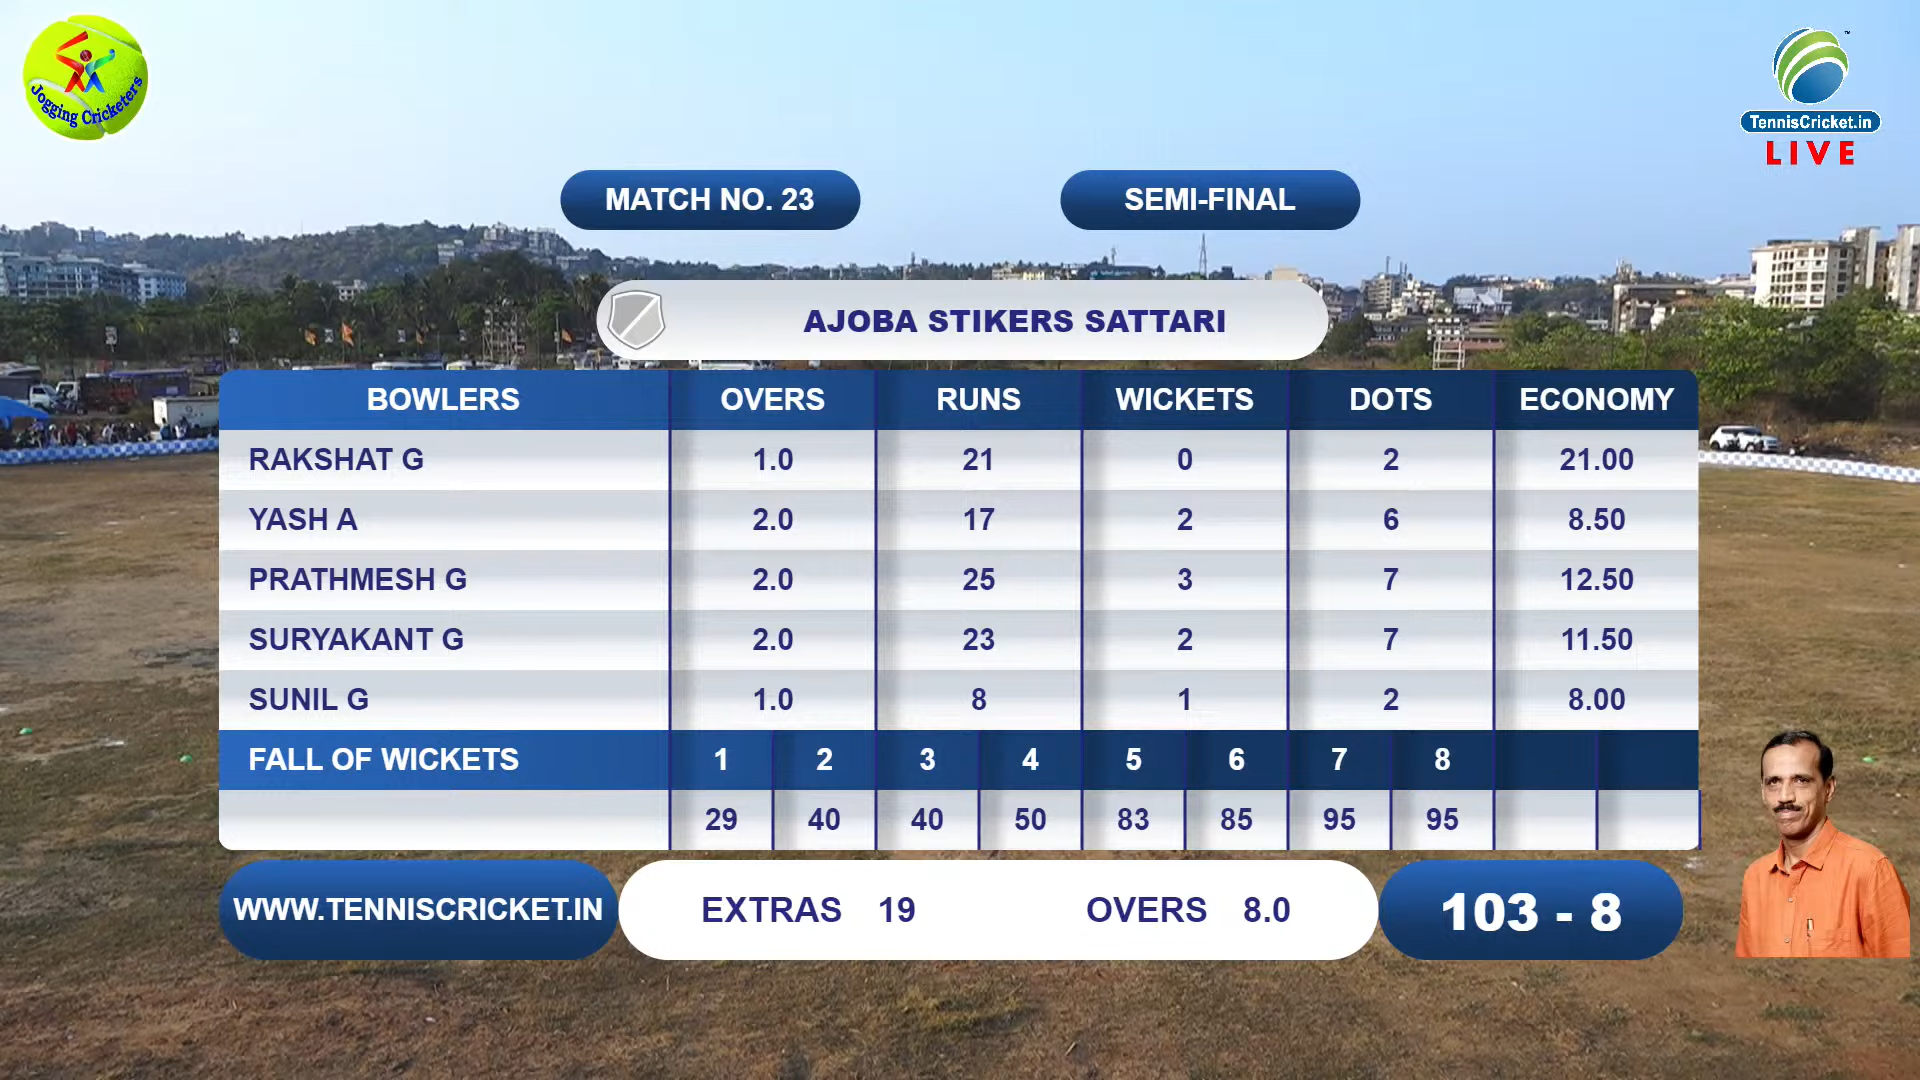 Jogging Cricketers
TennisCricket.in
LIVE
MATCH NO. 23 SEMI-FINAL
AJOBA STIKERS SATTARI
BOWLERS OVERS RUNS WICKETS DOTS ECONOMY
RAKSHAT G 1.0 21 0 2 21.00
YASH A 2.0 17 2 6 8.50
PRATHMESH G 2.0 25 3 7 12.50
SURYAKANT G 2.0 23 2 7 11.50
SUNIL G 1.0 8 1 2 8.00
FALL OF WICKETS 1 2 3 4 5 6 7 8
29 40 40 50 83 85 95 95
WWW.TENNISCRICKET.IN EXTRAS 19 OVERS 8.0 103 - 8